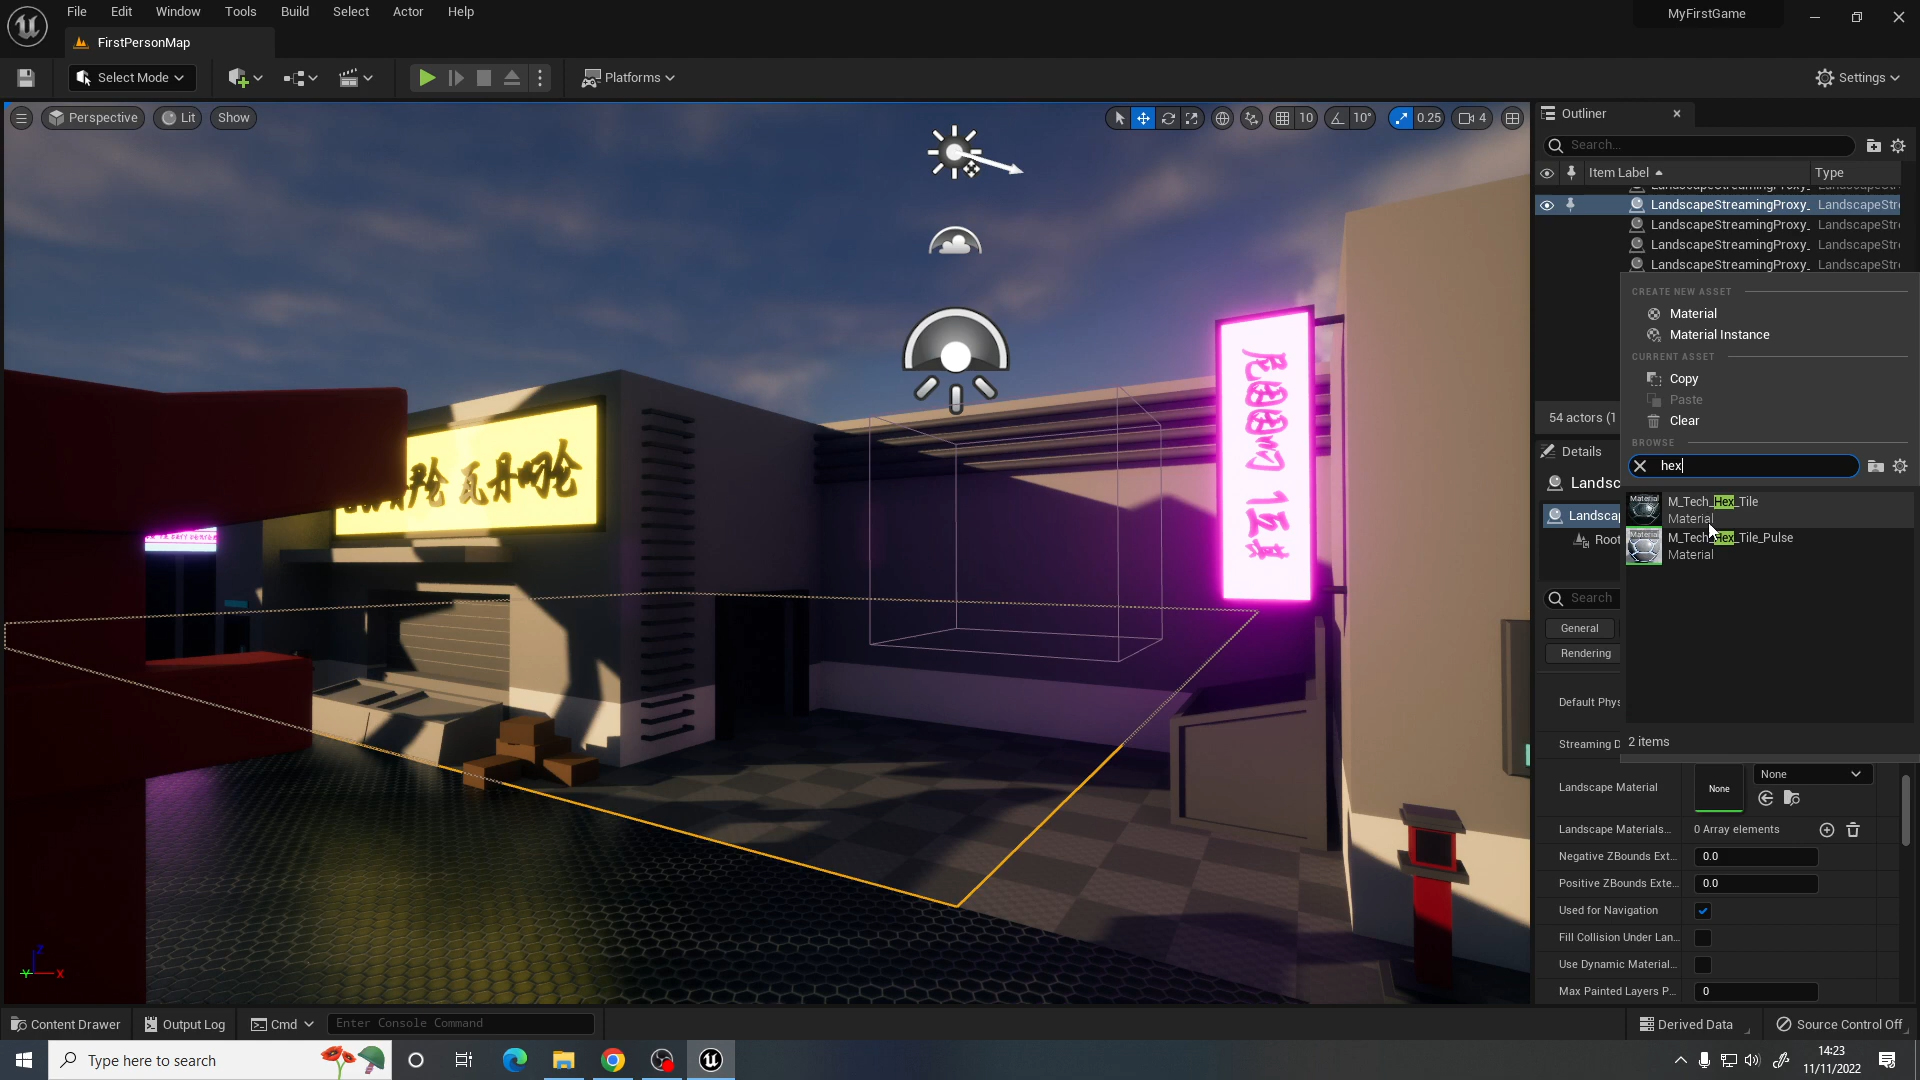 File Edit Window Tools Build Select Actor Help
MyFirstGame
FirstPersonMap
Select Mode
Platforms
Settings
Perspective
Lit
Show
10
10°
0.25
4
Outliner
Search...
Item Label
Type
LandscapeStreamingProxy_ LandscapeStr
LandscapeStreamingProxy_ LandscapeStr
LandscapeStreamingProxy_ LandscapeStr
LandscapeStreamingProxy_ LandscapeStr
LandscapeStreamingProxy_ LandscapeStr
CREATE NEW ASSET
Material
Material Instance
CURRENT ASSET
Copy
Paste
Clear
BROWSE
hex
Material
M_Tech_Hex_Tile
Material
Material
M_Tech_Hex_Tile_Pulse
Material
2 items
54 actors (1
Details
Landsc
Landscap
Root
Search
General
Rendering
Default Phys
Streaming D
Landscape Material
None
None
Landscape Materials... 0 Array elements
Negative ZBounds Ext... 0.0
Positive ZBounds Exte... 0.0
Used for Navigation
Fill Collision Under Lan...
Use Dynamic Material...
Max Painted Layers P... 0
Z
Y
X
Content Drawer
Output Log
Cmd
Enter Console Command
Derived Data
Source Control Off
Type here to search
14:23
11/11/2022